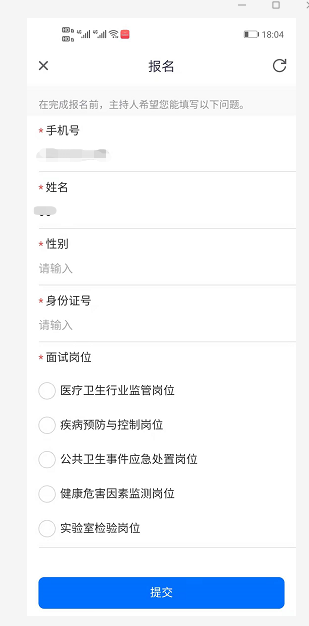 18:04
报名
在完成报名前，主持人希望您能填写以下问题。
* 手机号
* 姓名
* 性别
请输入
* 身份证号
请输入
* 面试岗位
医疗卫生行业监管岗位
疾病预防与控制岗位
公共卫生事件应急处置岗位
健康危害因素监测岗位
实验室检验岗位
提交